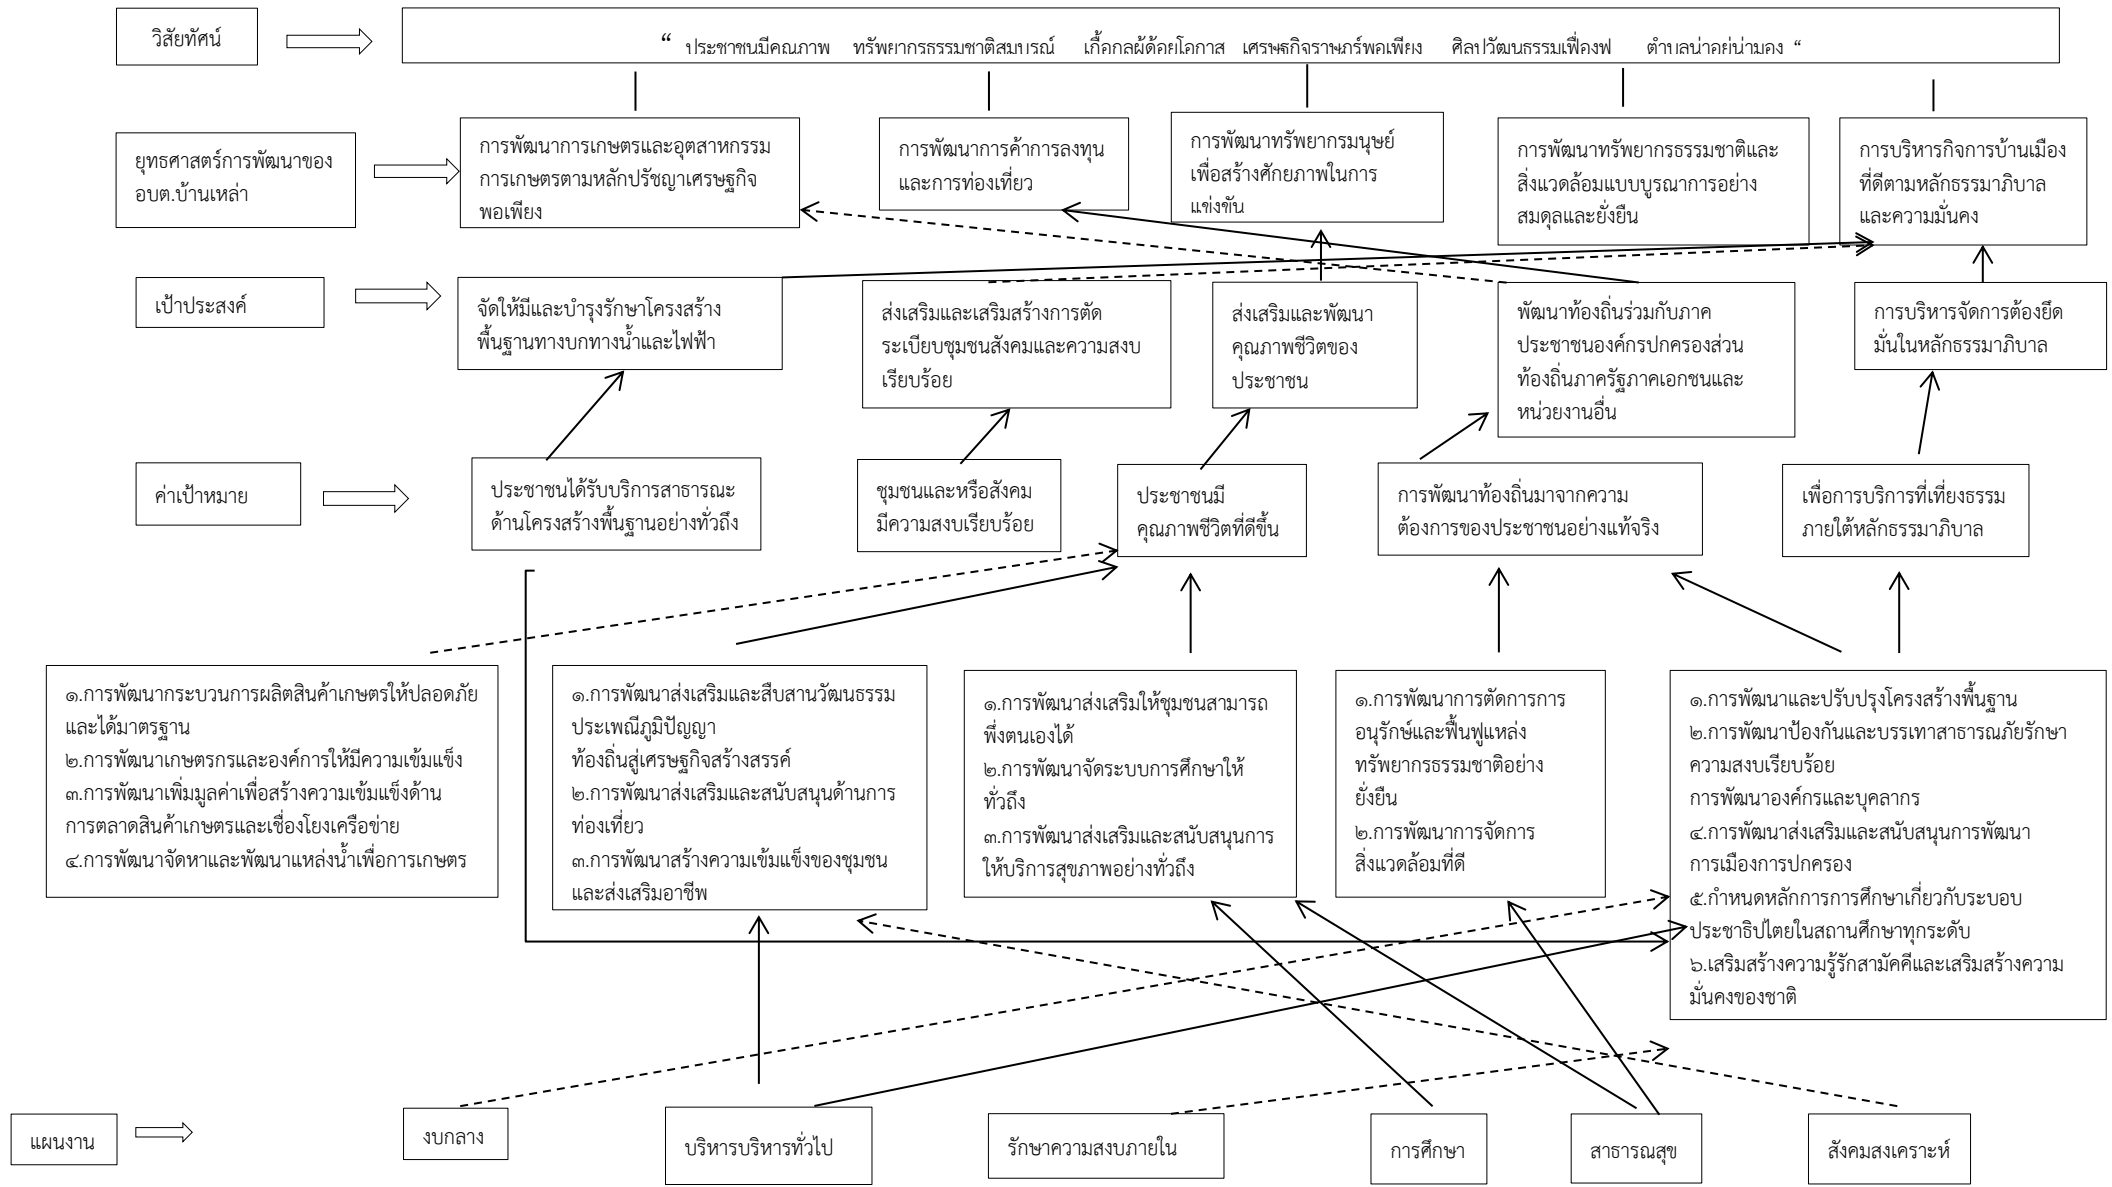 วิสัยทัศน์
“ ประชาชนมีคุณภาพ ทรัพยากรธรรมชาติสมบูรณ์ เกื้อกูลผู้ด้อยโอกาส เศรษฐกิจราษฎร์พอเพียง ศิลปวัฒนธรรมเฟื่องฟู ตำบลน่าอยู่น่ามอง “
ยุทธศาสตร์การพัฒนาของ
อบต.บ้านเหล่า
การพัฒนาการเกษตรและอุตสาหกรรม
การเกษตรตามหลักปรัชญาเศรษฐกิจ
พอเพียง
การพัฒนาการค้าการลงทุน
และการท่องเที่ยว
การพัฒนาทรัพยากรมนุษย์
เพื่อสร้างศักยภาพในการ
แข่งขัน
การพัฒนาทรัพยากรธรรมชาติและ
สิ่งแวดล้อมแบบบูรณาการอย่าง
สมดุลและยั่งยืน
การบริหารกิจการบ้านเมือง
ที่ดีตามหลักธรรมาภิบาล
และความมั่นคง
เป้าประสงค์
จัดให้มีและบำรุงรักษาโครงสร้าง
พื้นฐานทางบกทางน้ำและไฟฟ้า
ส่งเสริมและเสริมสร้างการตัด
ระเบียบชุมชนสังคมและความสงบ
เรียบร้อย
ส่งเสริมและพัฒนา
คุณภาพชีวิตของ
ประชาชน
พัฒนาท้องถิ่นร่วมกับภาค
ประชาชนองค์กรปกครองส่วน
ท้องถิ่นภาครัฐภาคเอกชนและ
หน่วยงานอื่น
การบริหารจัดการต้องยึด
มั่นในหลักธรรมาภิบาล
ค่าเป้าหมาย
ประชาชนได้รับบริการสาธารณะ
ด้านโครงสร้างพื้นฐานอย่างทั่วถึง
ชุมชนและหรือสังคม
มีความสงบเรียบร้อย
ประชาชนมี
คุณภาพชีวิตที่ดีขึ้น
การพัฒนาท้องถิ่นมาจากความ
ต้องการของประชาชนอย่างแท้จริง
เพื่อการบริการที่เที่ยงธรรม
ภายใต้หลักธรรมาภิบาล
๑.การพัฒนากระบวนการผลิตสินค้าเกษตรให้ปลอดภัย
และได้มาตรฐาน
๒.การพัฒนาเกษตรกรและองค์การให้มีความเข้มแข็ง
๓.การพัฒนาเพิ่มมูลค่าเพื่อสร้างความเข้มแข็งด้าน
การตลาดสินค้าเกษตรและเชื่องโยงเครือข่าย
๔.การพัฒนาจัดหาและพัฒนาแหล่งน้ำเพื่อการเกษตร
๑.การพัฒนาส่งเสริมและสืบสานวัฒนธรรม
ประเพณีภูมิปัญญา
ท้องถิ่นสู่เศรษฐกิจสร้างสรรค์
๒.การพัฒนาส่งเสริมและสนับสนุนด้านการ
ท่องเที่ยว
๓.การพัฒนาสร้างความเข้มแข็งของชุมชน
และส่งเสริมอาชีพ
๑.การพัฒนาส่งเสริมให้ชุมชนสามารถ
พึ่งตนเองได้
๒.การพัฒนาจัดระบบการศึกษาให้
ทั่วถึง
๓.การพัฒนาส่งเสริมและสนับสนุนการ
ให้บริการสุขภาพอย่างทั่วถึง
๑.การพัฒนาการตัดการการ
อนุรักษ์และฟื้นฟูแหล่ง
ทรัพยากรธรรมชาติอย่าง
ยั่งยืน
๒.การพัฒนาการจัดการ
สิ่งแวดล้อมที่ดี
๑.การพัฒนาและปรับปรุงโครงสร้างพื้นฐาน
๒.การพัฒนาป้องกันและบรรเทาสาธารณภัยรักษา
ความสงบเรียบร้อย
การพัฒนาองค์กรและบุคลากร
๔.การพัฒนาส่งเสริมและสนับสนุนการพัฒนา
การเมืองการปกครอง
๕.กำหนดหลักการการศึกษาเกี่ยวกับระบอบ
ประชาธิปไตยในสถานศึกษาทุกระดับ
๖.เสริมสร้างความรู้รักสามัคคีและเสริมสร้างความ
มั่นคงของชาติ
แผนงาน
งบกลาง
บริหารบริหารทั่วไป
รักษาความสงบภายใน
การศึกษา
สาธารณสุข
สังคมสงเคราะห์